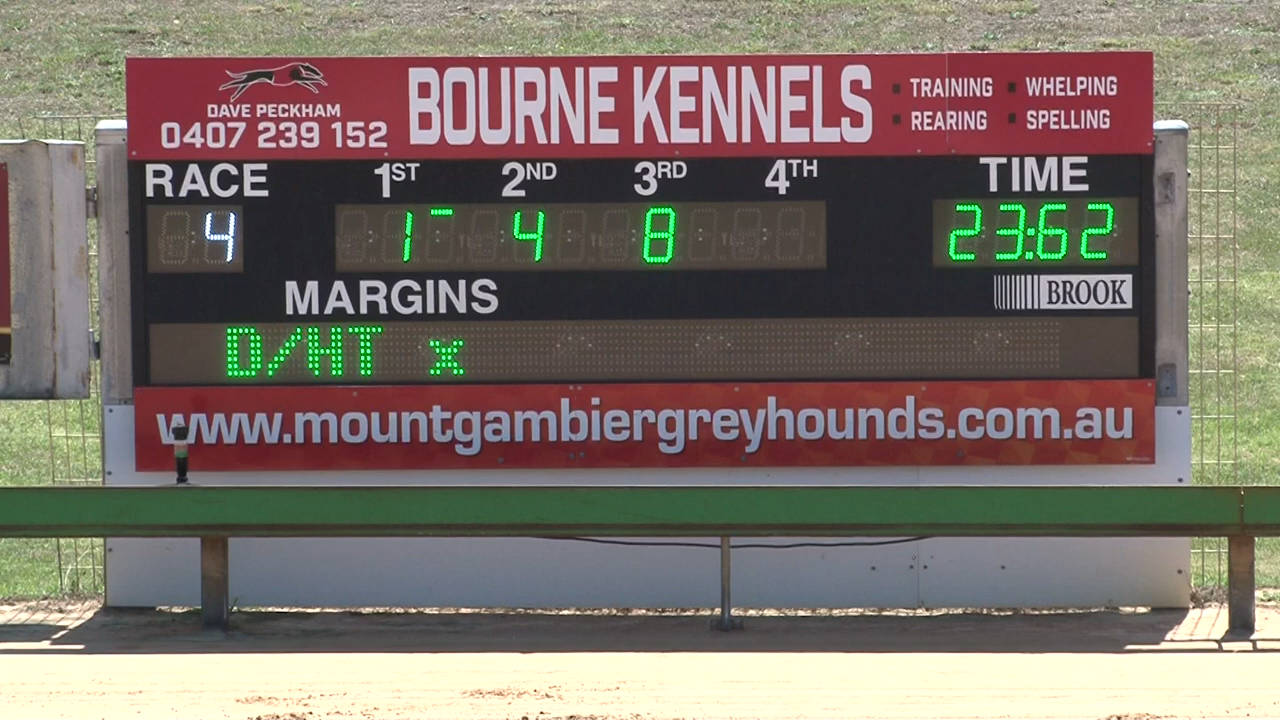 DAVE PECKHAM
0407 239 152
BOURNE KENNELS
TRAINING
WHELPING
REARING
SPELLING
RACE 1ST 2ND 3RD 4TH TIME
4 1 4 8 23:62
MARGINS
BROOK
D/HT x
www.mountgambiergreyhounds.com.au